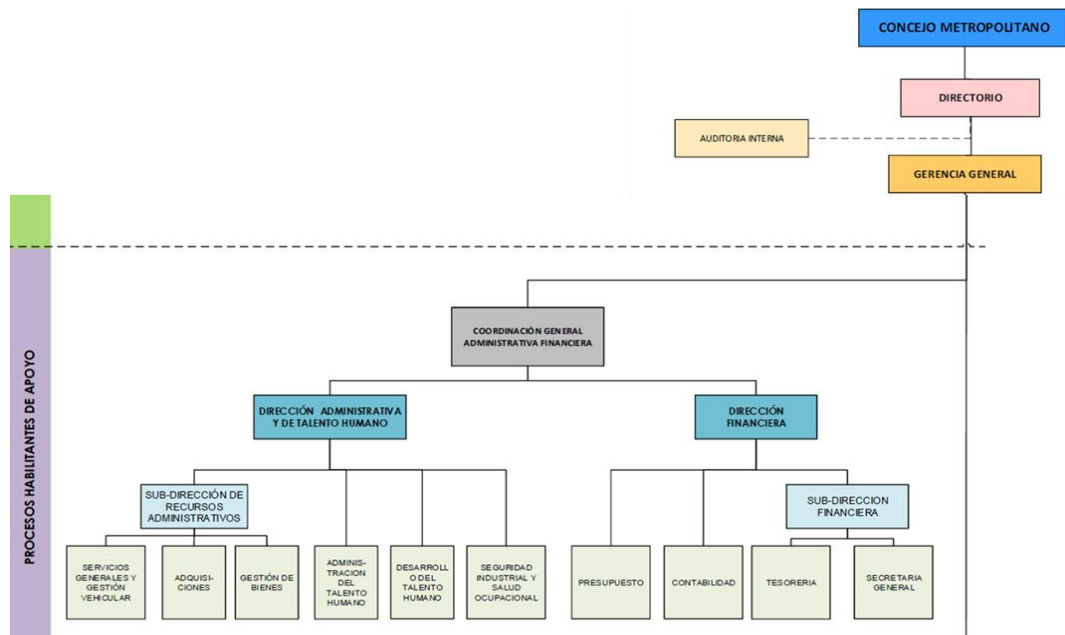 CONCEJO METROPOLITANO
DIRECTORIO
AUDITORIA INTERNA
GERENCIA GENERAL
PROCESOS HABILITANTES DE APOYO
COORDINACIÓN GENERAL
ADMINISTRATIVA FINANCIERA
DIRECCIÓN ADMINISTRATIVA
Y DE TALENTO HUMANO
DIRECCIÓN
FINANCIERA
SUB-DIRECCIÓN DE
RECURSOS
ADMINISTRATIVOS
SUB-DIRECCION
FINANCIERA
SERVICIOS
GENERALES Y
GESTIÓN
VEHICULAR
ADQUISI-
CIONES
GESTIÓN DE
BIENES
ADMINIS-
TRACION
DEL
TALENTO
HUMANO
DESARROLL
O DEL
TALENTO
HUMANO
SEGURIDAD
INDUSTRIAL Y
SALUD
OCUPACIONAL
PRESUPUESTO
CONTABILIDAD
TESORERIA
SECRETARIA
GENERAL